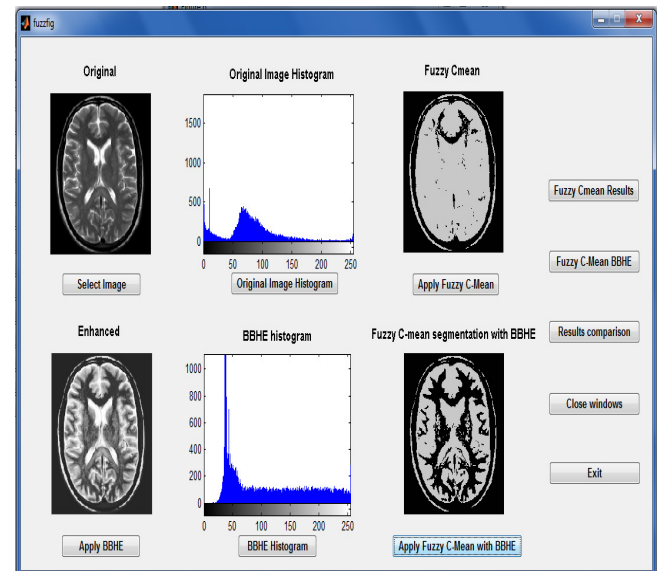 fuzzfig
Original
Original Image Histogram
Fuzzy Cmean
1500
1000
500
0
0 50 100 150 200 250
Select Image
Original Image Histogram
Apply Fuzzy C-Mean
Fuzzy Cmean Results
Fuzzy C-Mean BBHE
Results comparison
Close windows
Exit
Enhanced
BBHE histogram
Fuzzy C-mean segmentation with BBHE
1000
800
600
400
200
0
0 50 100 150 200 250
Apply BBHE
BBHE Histogram
Apply Fuzzy C-Mean with BBHE